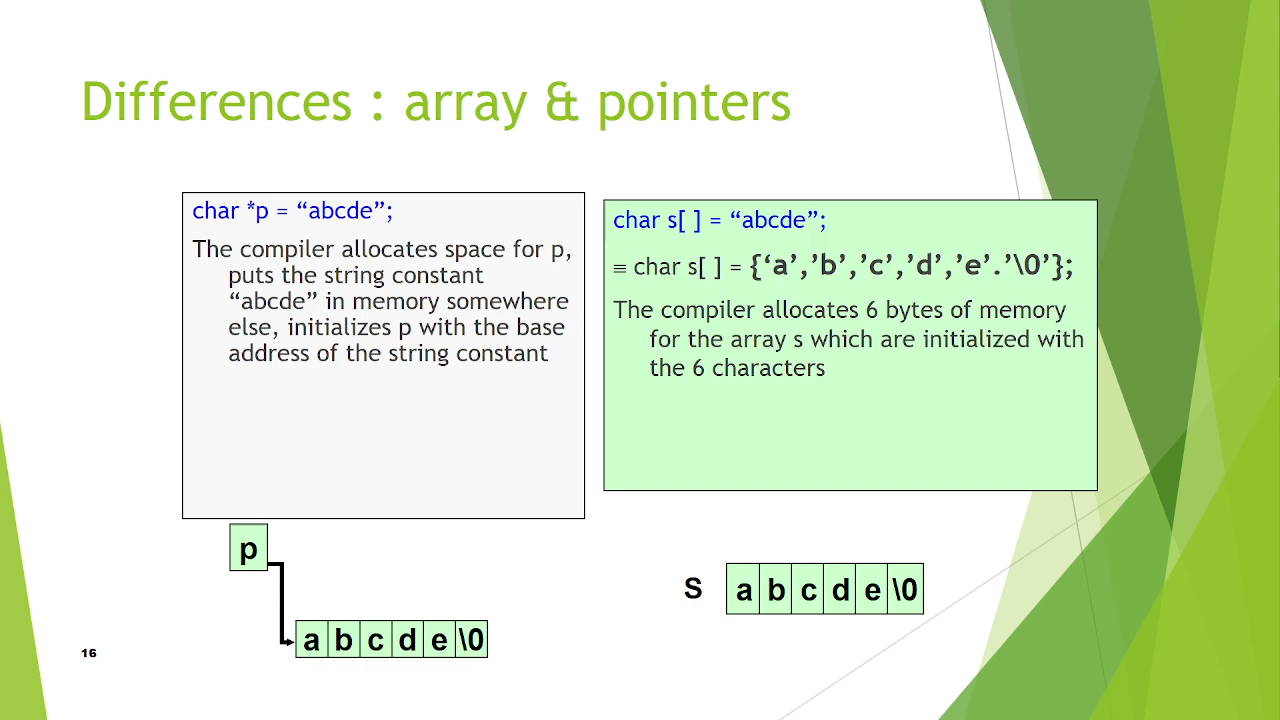 Differences : array & pointers
char *p = “abcde”;
The compiler allocates space for p,
puts the string constant
“abcde” in memory somewhere
else, initializes p with the base
address of the string constant
char s[ ] = “abcde”;
≡ char s[ ] = {‘a’,’b’,’c’,’d’,’e’.’\0’};
The compiler allocates 6 bytes of memory
for the array s which are initialized with
the 6 characters
p
a b c d e \0
S a b c d e \0
16